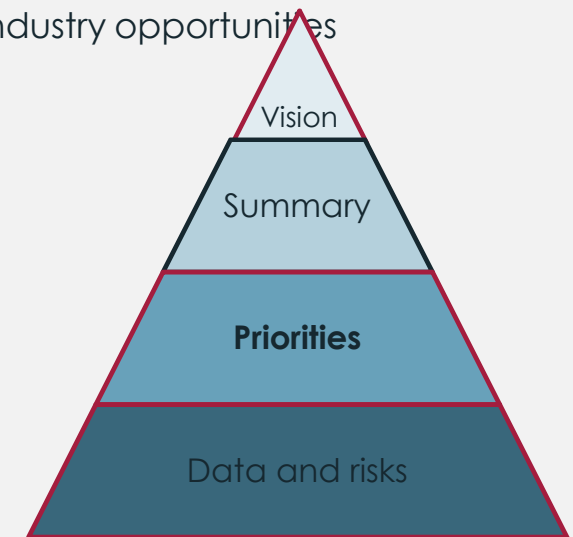 ndustry opportunities
Vision
Summary
Priorities
Data and risks